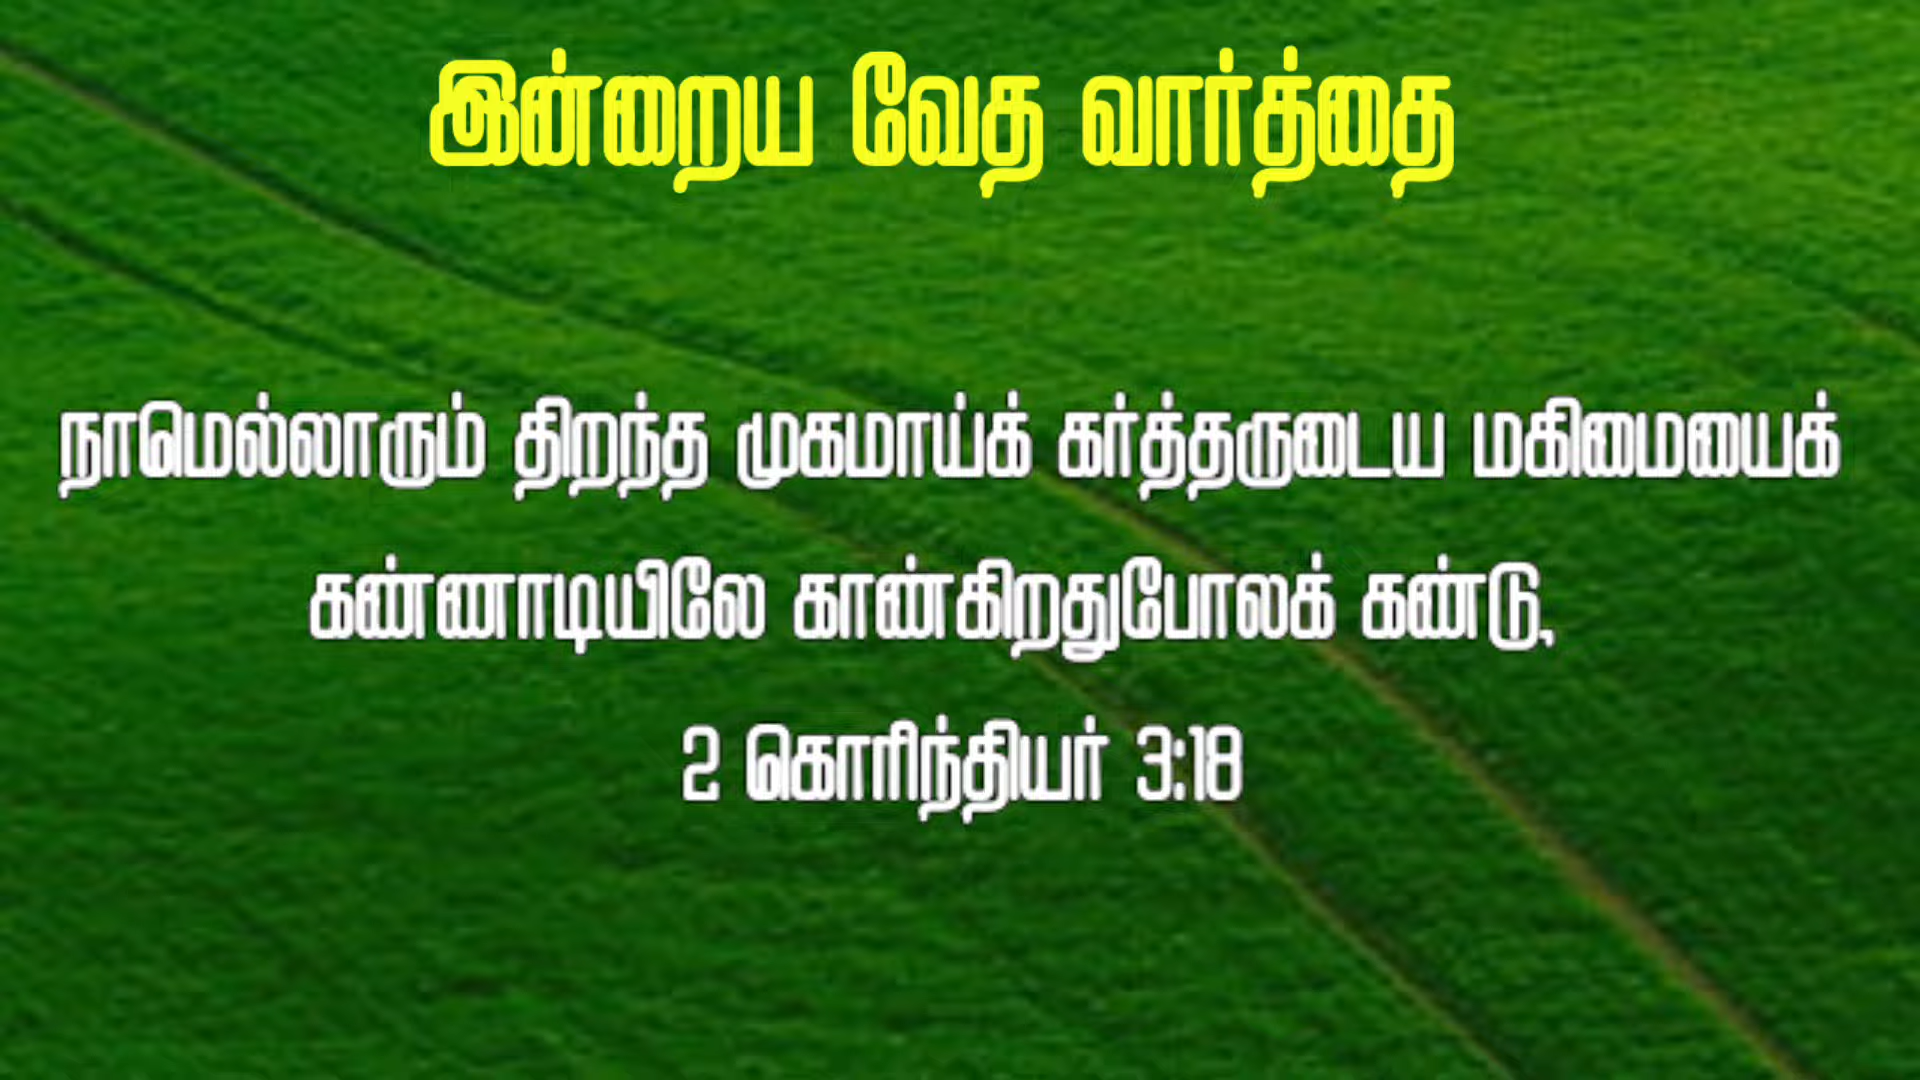 இன்றைய வேத வார்த்தை
நாமெல்லாரும் திறந்த முகமாய்க் கர்த்தருடைய மகிமையைக்
கண்ணாடியிலே காண்கிறதுபோலக் கண்டு,
2 கொரிந்தியர் 3:18